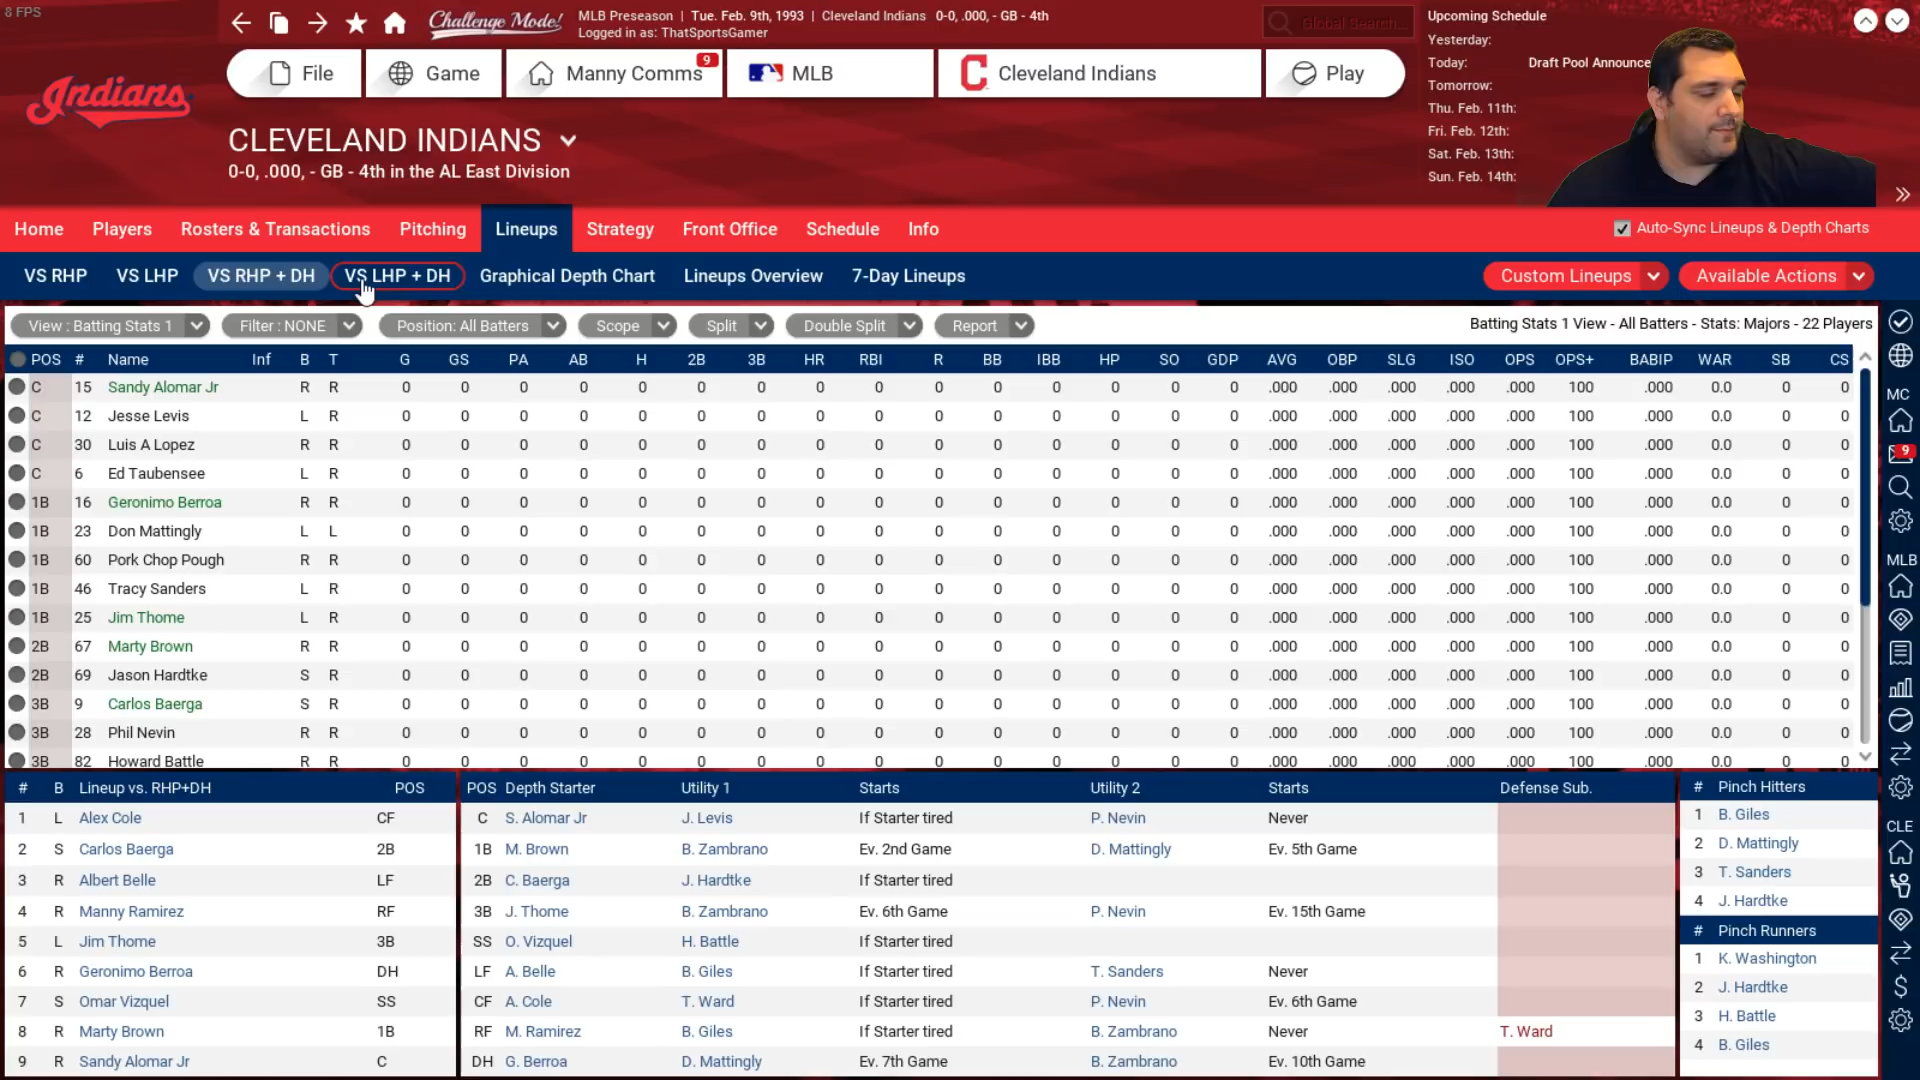 8 FPS
Challenge Mode!
MLB Preseason | Tue. Feb. 9th, 1993 | Cleveland Indians 0-0, .000, - GB - 4th
Logged in as: ThatSportsGamer
Global Search...
Upcoming Schedule
Yesterday:
Today: Draft Pool Announce
Tomorrow:
Thu. Feb. 11th:
Fri. Feb. 12th:
Sat. Feb. 13th:
Sun. Feb. 14th:
Indians
File Game Manny Comms 9 MLB Cleveland Indians Play
CLEVELAND INDIANS
0-0, .000, - GB - 4th in the AL East Division
Home Players Rosters & Transactions Pitching Lineups Strategy Front Office Schedule Info Auto-Sync Lineups & Depth Charts
VS RHP VS LHP VS RHP + DH VS LHP + DH Graphical Depth Chart Lineups Overview 7-Day Lineups Custom Lineups Available Actions
View : Batting Stats 1 Filter : NONE Position: All Batters Scope Split Double Split Report Batting Stats 1 View - All Batters - Stats: Majors - 22 Players
POS # Name Inf B T G GS PA AB H 2B 3B HR RBI R BB IBB HP SO GDP AVG OBP SLG ISO OPS OPS+ BABIP WAR SB CS
C 15 Sandy Alomar Jr R R 0 0 0 0 0 0 0 0 0 0 0 0 0 0 0 .000 .000 .000 .000 .000 100 .000 0.0 0 0
C 12 Jesse Levis L R 0 0 0 0 0 0 0 0 0 0 0 0 0 0 0 .000 .000 .000 .000 .000 100 .000 0.0 0 0
C 30 Luis A Lopez R R 0 0 0 0 0 0 0 0 0 0 0 0 0 0 0 .000 .000 .000 .000 .000 100 .000 0.0 0 0
C 6 Ed Taubensee L R 0 0 0 0 0 0 0 0 0 0 0 0 0 0 0 .000 .000 .000 .000 .000 100 .000 0.0 0 0
1B 16 Geronimo Berroa R R 0 0 0 0 0 0 0 0 0 0 0 0 0 0 0 .000 .000 .000 .000 .000 100 .000 0.0 0 0
1B 23 Don Mattingly L L 0 0 0 0 0 0 0 0 0 0 0 0 0 0 0 .000 .000 .000 .000 .000 100 .000 0.0 0 0
1B 60 Pork Chop Pough R R 0 0 0 0 0 0 0 0 0 0 0 0 0 0 0 .000 .000 .000 .000 .000 100 .000 0.0 0 0
1B 46 Tracy Sanders L R 0 0 0 0 0 0 0 0 0 0 0 0 0 0 0 .000 .000 .000 .000 .000 100 .000 0.0 0 0
1B 25 Jim Thome L R 0 0 0 0 0 0 0 0 0 0 0 0 0 0 0 .000 .000 .000 .000 .000 100 .000 0.0 0 0
2B 67 Marty Brown R R 0 0 0 0 0 0 0 0 0 0 0 0 0 0 0 .000 .000 .000 .000 .000 100 .000 0.0 0 0
2B 69 Jason Hardtke S R 0 0 0 0 0 0 0 0 0 0 0 0 0 0 0 .000 .000 .000 .000 .000 100 .000 0.0 0 0
3B 9 Carlos Baerga S R 0 0 0 0 0 0 0 0 0 0 0 0 0 0 0 .000 .000 .000 .000 .000 100 .000 0.0 0 0
3B 28 Phil Nevin R R 0 0 0 0 0 0 0 0 0 0 0 0 0 0 0 .000 .000 .000 .000 .000 100 .000 0.0 0 0
3B 82 Howard Battle R R 0 0 0 0 0 0 0 0 0 0 0 0 0 0 0 .000 .000 .000 .000 .000 100 .000 0.0 0 0
MC
9
MLB
CLE
# B Lineup vs. RHP+DH POS
1 L Alex Cole CF
2 S Carlos Baerga 2B
3 R Albert Belle LF
4 R Manny Ramirez RF
5 L Jim Thome 3B
6 R Geronimo Berroa DH
7 S Omar Vizquel SS
8 R Marty Brown 1B
9 R Sandy Alomar Jr C
POS Depth Starter Utility 1 Starts Utility 2 Starts Defense Sub.
C S. Alomar Jr J. Levis If Starter tired P. Nevin Never
1B M. Brown B. Zambrano Ev. 2nd Game D. Mattingly Ev. 5th Game
2B C. Baerga J. Hardtke If Starter tired
3B J. Thome B. Zambrano Ev. 6th Game P. Nevin Ev. 15th Game
SS O. Vizquel H. Battle If Starter tired
LF A. Belle B. Giles If Starter tired T. Sanders Never
CF A. Cole T. Ward If Starter tired P. Nevin Ev. 6th Game
RF M. Ramirez B. Giles If Starter tired B. Zambrano Never T. Ward
DH G. Berroa D. Mattingly Ev. 7th Game B. Zambrano Ev. 10th Game
# Pinch Hitters
1 B. Giles
2 D. Mattingly
3 T. Sanders
4 J. Hardtke
# Pinch Runners
1 K. Washington
2 J. Hardtke
3 H. Battle
4 B. Giles